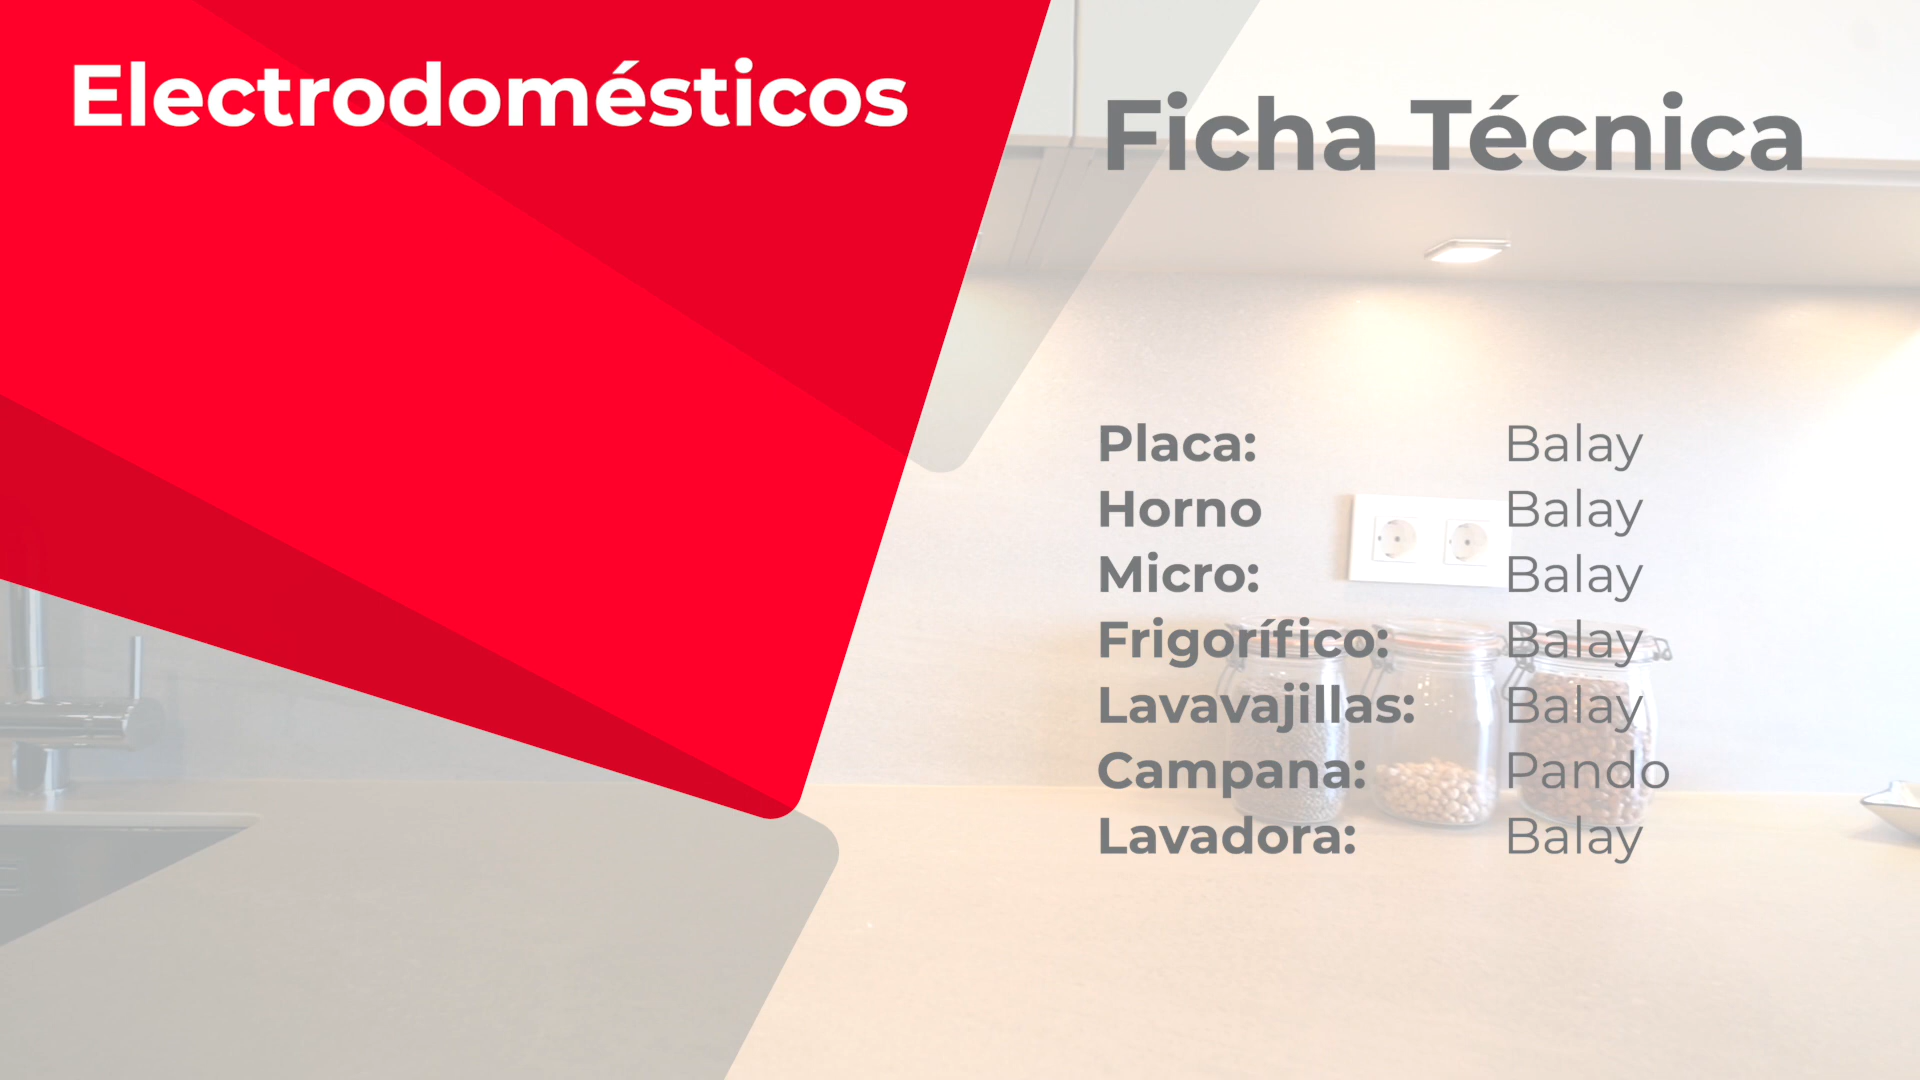 Electrodomésticos
Ficha Técnica
Placa: Balay
Horno Balay
Micro: Balay
Frigorífico: Balay
Lavavajillas: Balay
Campana: Pando
Lavadora: Balay